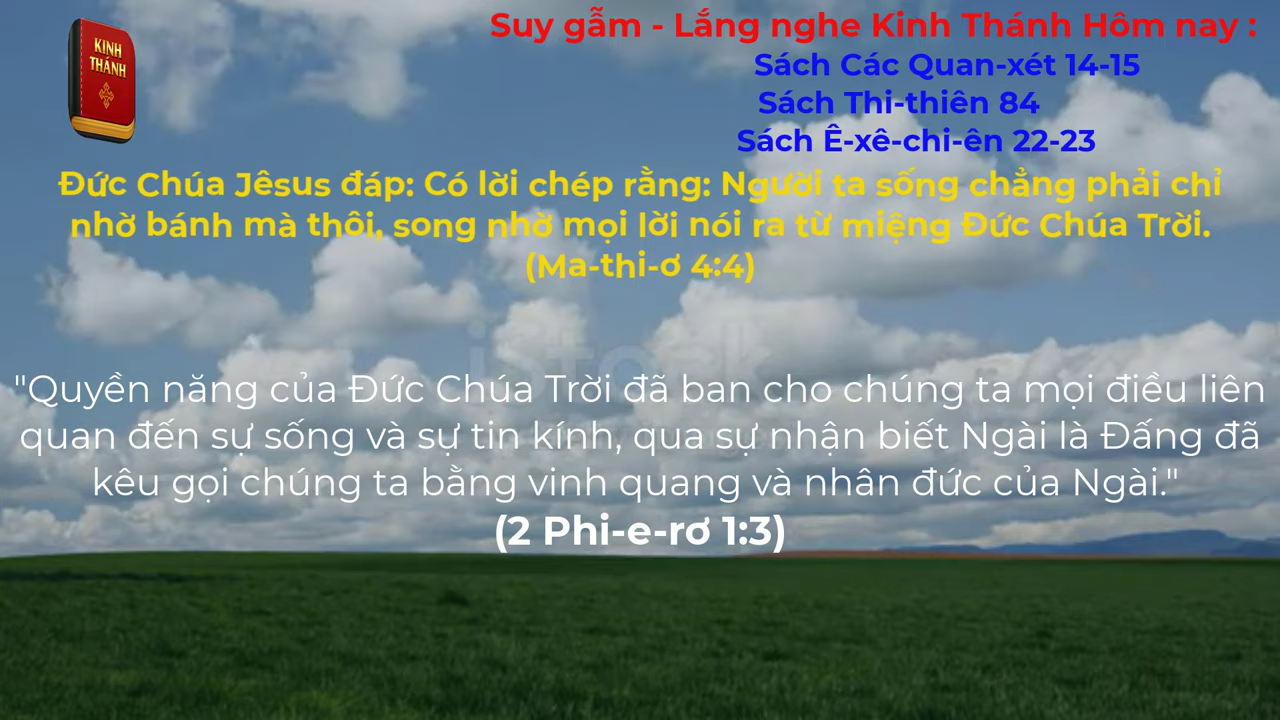 KINH
THÁNH
Suy gẫm - Lắng nghe Kinh Thánh Hôm nay :
Sách Các Quan-xét 14-15
Sách Thi-thiên 84
Sách Ê-xê-chi-ên 22-23
Đức Chúa Jêsus đáp: Có lời chép rằng: Người ta sống chẳng phải chỉ
nhờ bánh mà thôi, song nhờ mọi lời nói ra từ miệng Đức Chúa Trời.
(Ma-thi-ơ 4:4)
iStock
"Quyền năng của Đức Chúa Trời đã ban cho chúng ta mọi điều liên
quan đến sự sống và sự tin kính, qua sự nhận biết Ngài là Đấng đã
kêu gọi chúng ta bằng vinh quang và nhân đức của Ngài."
(2 Phi-e-rơ 1:3)